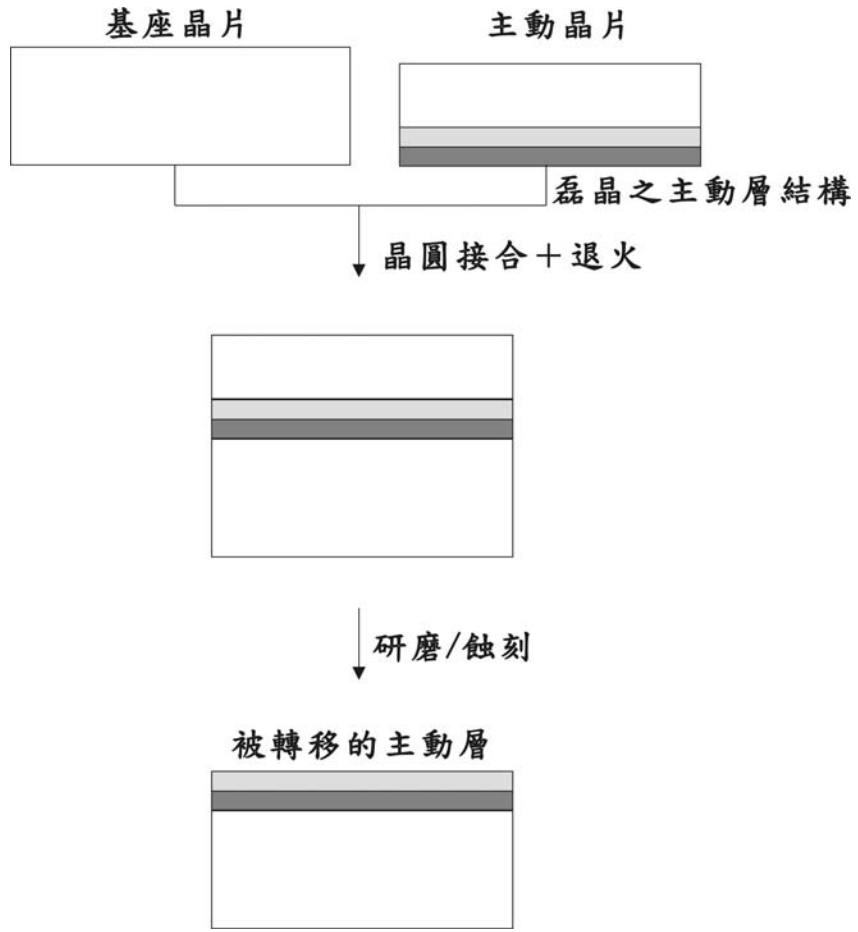 基座晶片
主動晶片
磊晶之主動層結構
晶圓接合＋退火
研磨/蝕刻
被轉移的主動層